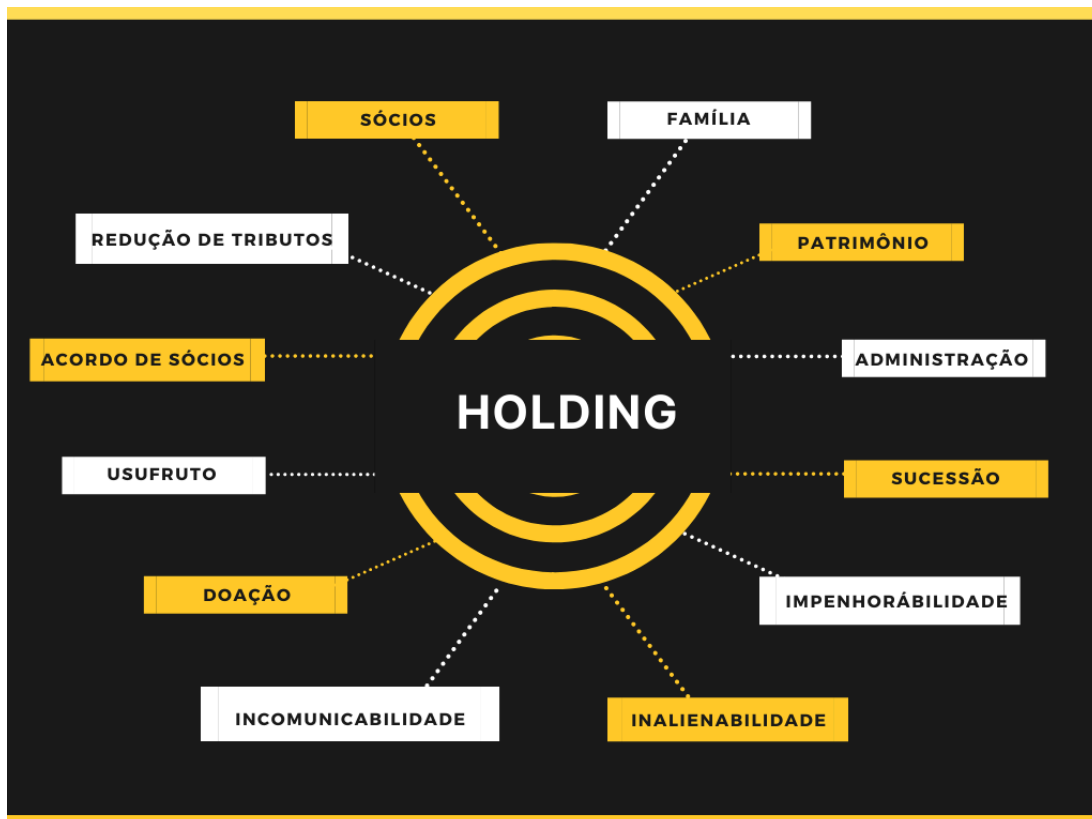 SÓCIOS
FAMÍLIA
REDUÇÃO DE TRIBUTOS
PATRIMÔNIO
ACORDO DE SÓCIOS
ADMINISTRAÇÃO
HOLDING
USUFRUTO
SUCESSÃO
DOAÇÃO
IMPENHORÁBILIDADE
INCOMUNICABILIDADE
INALIENABILIDADE